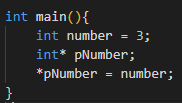 int main(){
    int number = 3;
    int* pNumber;
    *pNumber = number;
}